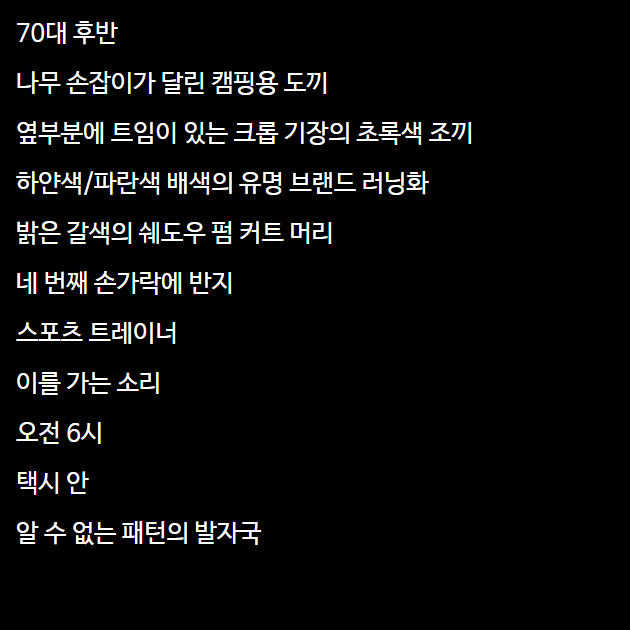 70대 후반
나무 손잡이가 달린 캠핑용 도끼
옆부분에 트임이 있는 크롭 기장의 초록색 조끼
하얀색/파란색 배색의 유명 브랜드 러닝화
밝은 갈색의 쉐도우 펌 커트 머리
네 번째 손가락에 반지
스포츠 트레이너
이를 가는 소리
오전 6시
택시 안
알 수 없는 패턴의 발자국